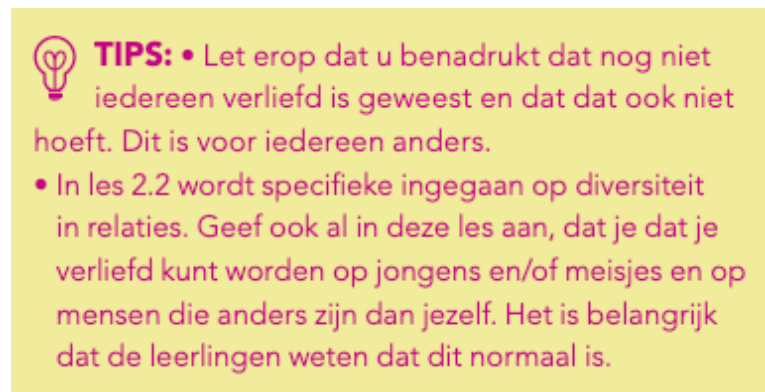 TIPS: • Let erop dat u benadrukt dat nog niet
iedereen verliefd is geweest en dat dat ook niet
hoeft. Dit is voor iedereen anders.
• In les 2.2 wordt specifieke ingegaan op diversiteit
in relaties. Geef ook al in deze les aan, dat je dat je
verliefd kunt worden op jongens en/of meisjes en op
mensen die anders zijn dan jezelf. Het is belangrijk
dat de leerlingen weten dat dit normaal is.